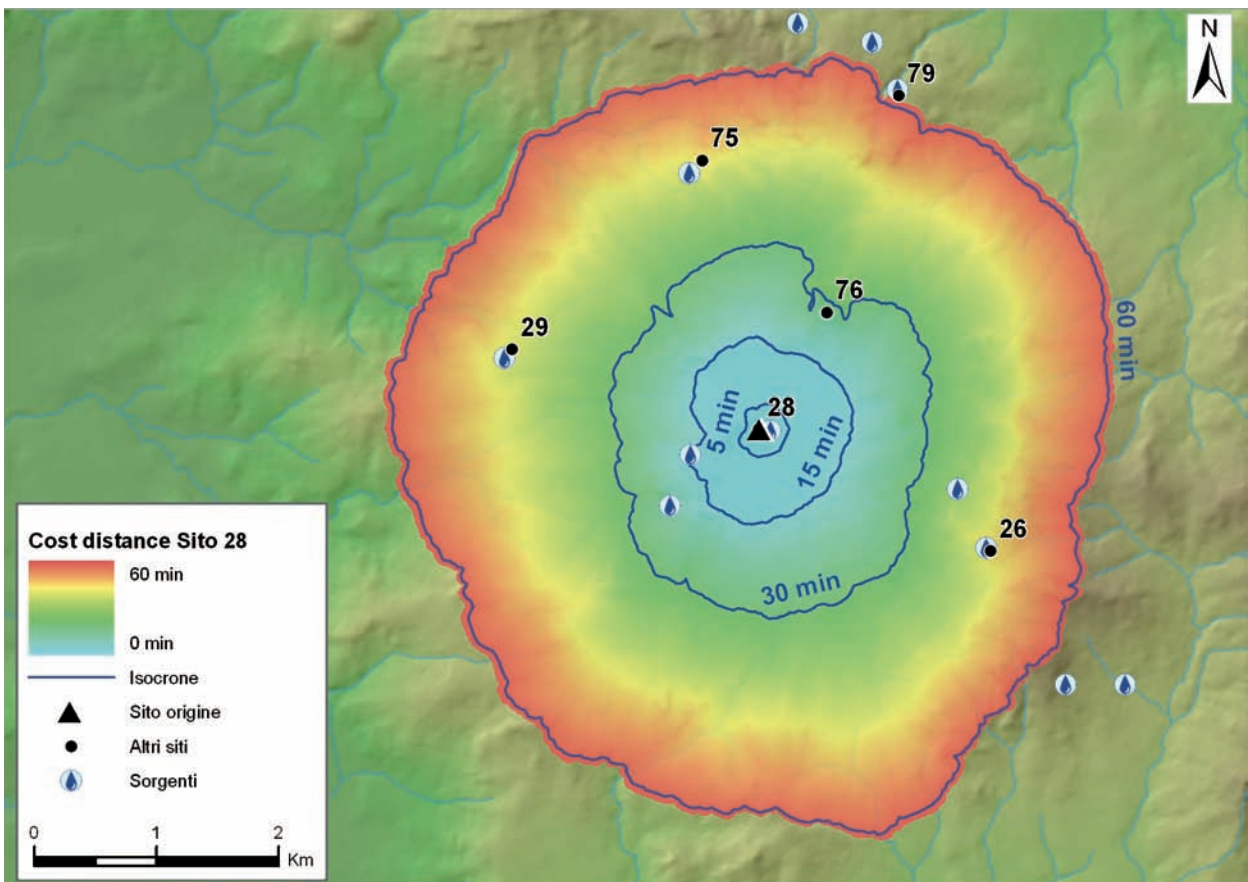 N
79
75
76
29
60 min
28
5 min
15 min
26
30 min
Cost distance Sito 28
60 min
0 min
Isocrone
Sito origine
Altri siti
Sorgenti
0 1 2
Km